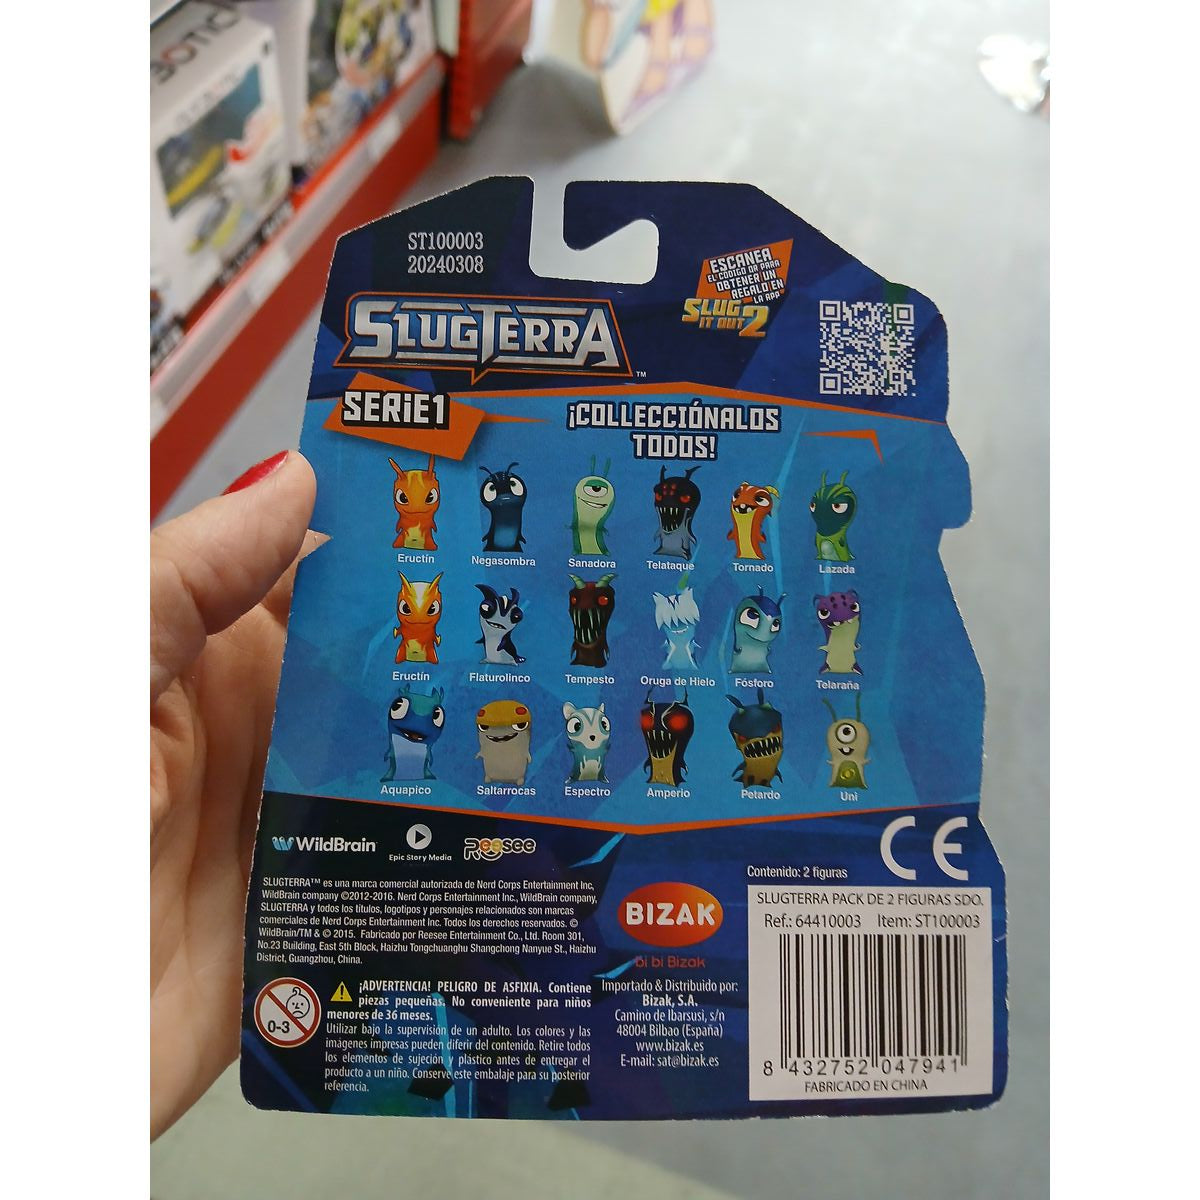 ST100003
20240308
ESCANEA
EL CÓDIGO QR PARA
OBTENER UN
REGALO EN
LA APP
SLUG
IT OUT 2
SLUGTERRA™
SERIE1
¡COLLECCIÓNALOS
TODOS!
Eructín
Negasombra
Sanadora
Telataque
Tornado
Lazada
Eructín
Flaturolinco
Tempesto
Oruga de Hielo
Fósforo
Telaraña
Aquapico
Saltarrocas
Espectro
Amperio
Petardo
Uni
WildBrain
Epic Story Media
Reesee
CE
SLUGTERRA™ es una marca comercial autorizada de Nerd Corps Entertainment Inc,
WildBrain company ©2012-2016. Nerd Corps Entertainment Inc., WildBrain company,
SLUGTERRA y todos los títulos, logotipos y personajes relacionados son marcas
comerciales de Nerd Corps Entertainment Inc. Todos los derechos reservados. ©
WildBrain/TM & © 2015. Fabricado por Reesee Entertainment Co., Ltd. Room 301,
No.23 Building, East 5th Block, Haizhu Tongchuanghu Shangchong Nanyue St., Haizhu
District, Guangzhou, China.
0-3
¡ADVERTENCIA! PELIGRO DE ASFIXIA. Contiene
piezas pequeñas. No conveniente para niños
menores de 36 meses.
Utilizar bajo la supervisión de un adulto. Los colores y las
imágenes impresas pueden diferir del contenido. Retire todos
los elementos de sujeción y plástico antes de entregar el
producto a un niño. Conserve este embalaje para su posterior
referencia.
BIZAK
bi bi Bizak
Importado & Distribuido por:
Bizak, S.A.
Camino de Ibarsusi, s/n
48004 Bilbao (España)
www.bizak.es
E-mail: sat@bizak.es
Contenido: 2 figuras
SLUGTERRA PACK DE 2 FIGURAS SDO.
Ref.: 64410003 Item: ST100003
8 432752 047941
FABRICADO EN CHINA